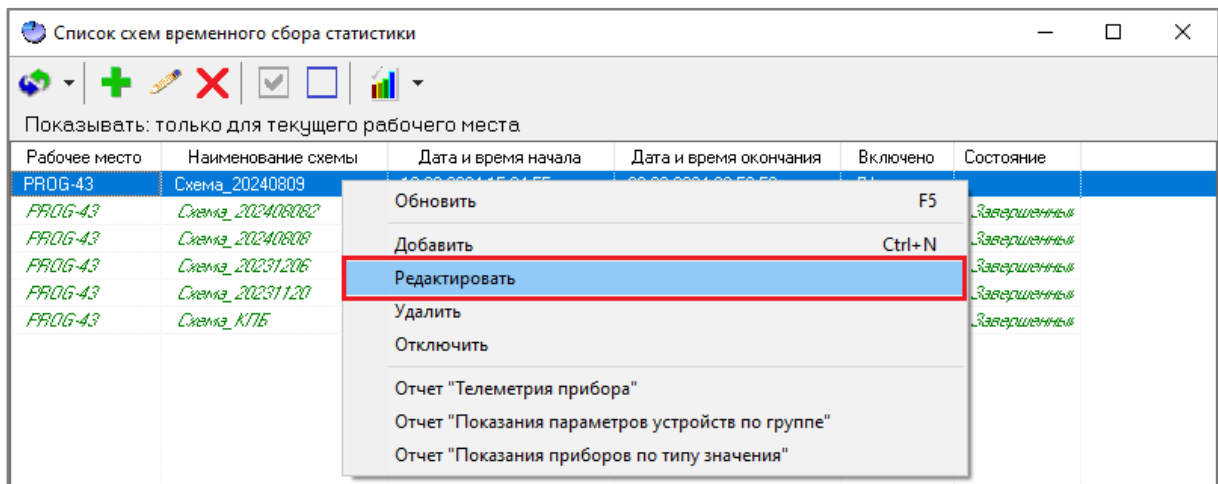 Список схем временного сбора статистики
Показывать: только для текущего рабочего места
Рабочее место Наименование схемы Дата и время начала Дата и время окончания Включено Состояние
PROG-43 Схема_20240809
Обновить F5
PROG-43 Схема_202408082 Завершенный
Добавить Ctrl+N
PROG-43 Схема_20240808 Завершенный
Редактировать
PROG-43 Схема_20231206 Завершенный
PROG-43 Схема_20231120 Завершенный
Удалить
PROG-43 Схема_КПБ Завершенный
Отключить
Отчет "Телеметрия прибора"
Отчет "Показания параметров устройств по группе"
Отчет "Показания приборов по типу значения"